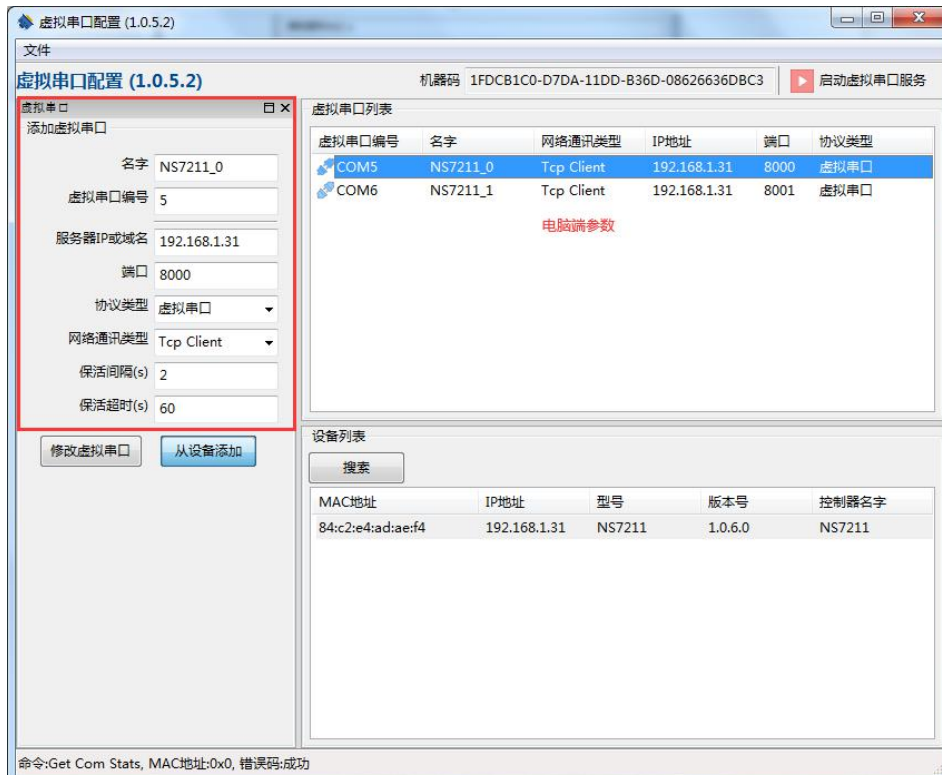 虚拟串口配置 (1.0.5.2)
文件
虚拟串口配置 (1.0.5.2)
机器码 1FDCB1C0-D7DA-11DD-B36D-08626636DBC3 启动虚拟串口服务
虚拟串口
添加虚拟串口
名字 NS7211_0
虚拟串口编号 5
服务器IP或域名 192.168.1.31
端口 8000
协议类型 虚拟串口
网络通讯类型 Tcp Client
保活间隔(s) 2
保活超时(s) 60
修改虚拟串口 从设备添加
虚拟串口列表
虚拟串口编号 名字 网络通讯类型 IP地址 端口 协议类型
COM5 NS7211_0 Tcp Client 192.168.1.31 8000 虚拟串口
COM6 NS7211_1 Tcp Client 192.168.1.31 8001 虚拟串口
电脑端参数
设备列表
搜索
MAC地址 IP地址 型号 版本号 控制器名字
84:c2:e4:ad:ae:f4 192.168.1.31 NS7211 1.0.6.0 NS7211
命令:Get Com Stats, MAC地址:0x0, 错误码:成功